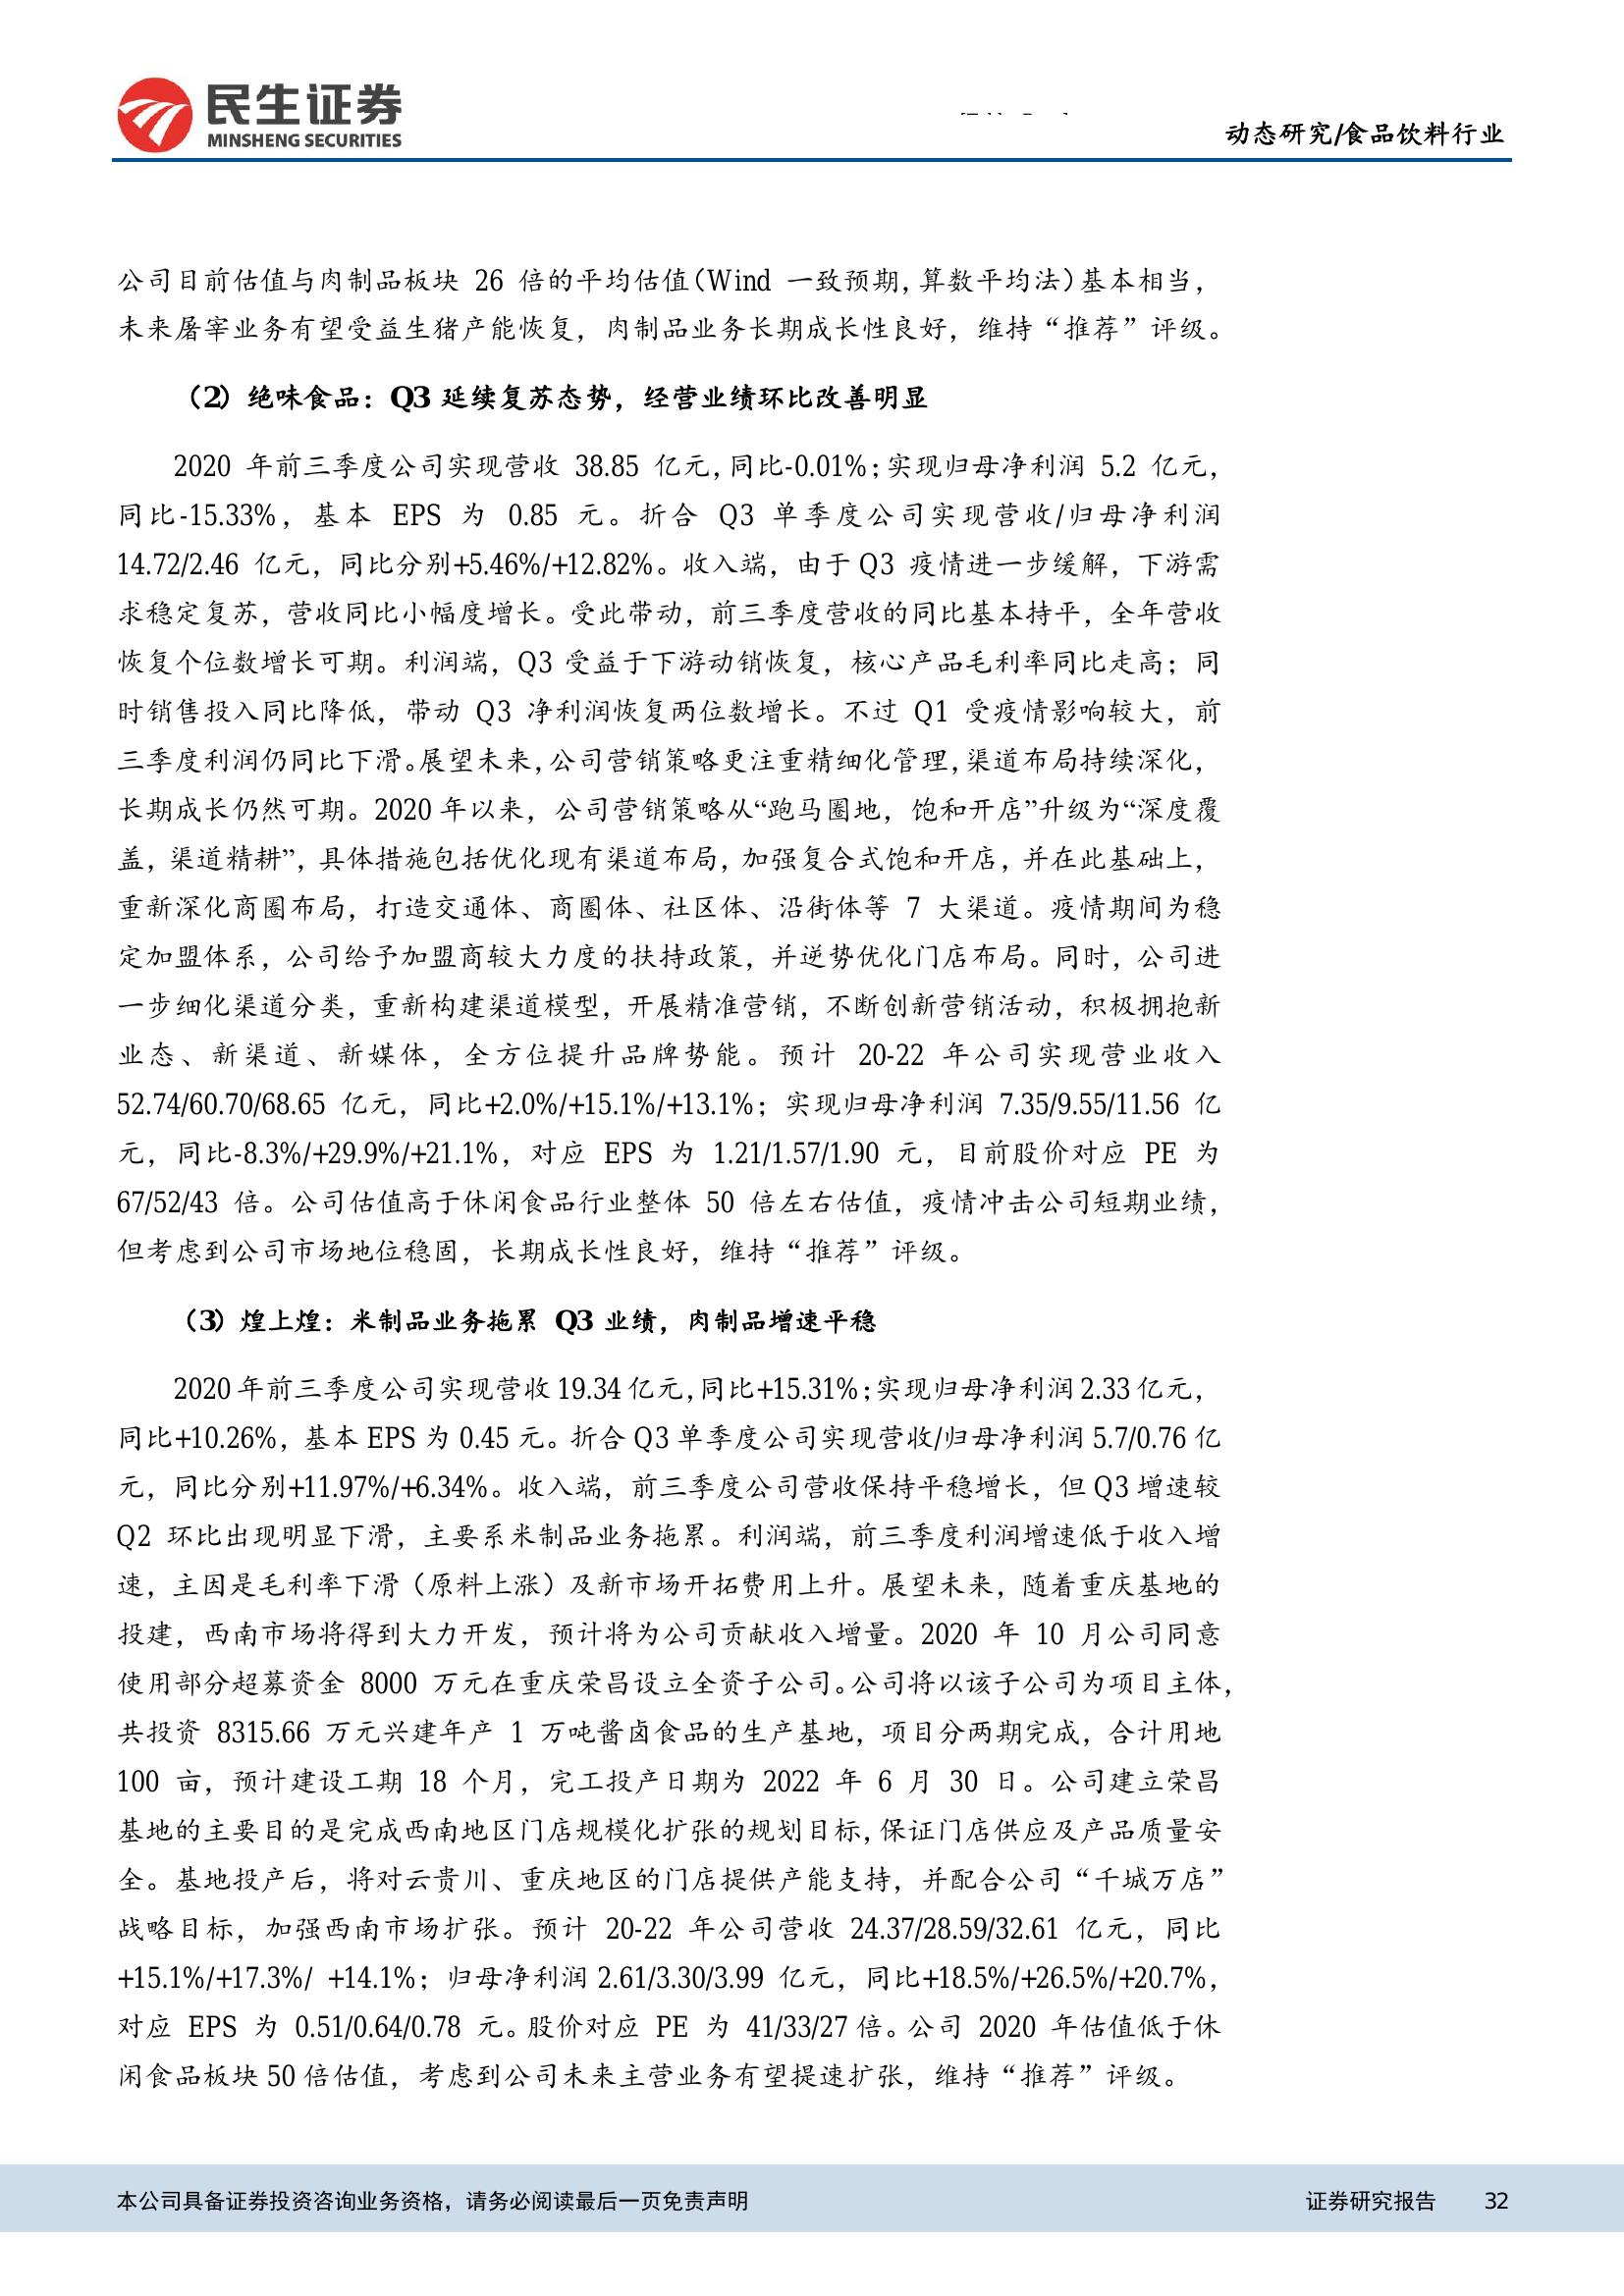 民生证券
MINSHENG SECURITIES
动态研究/食品饮料行业
公司目前估值与肉制品板块 26 倍的平均估值（Wind 一致预期，算数平均法）基本相当，
未来屠宰业务有望受益生猪产能恢复，肉制品业务长期成长性良好，维持“推荐”评级。
（2）绝味食品：Q3 延续复苏态势，经营业绩环比改善明显
2020 年前三季度公司实现营收 38.85 亿元，同比-0.01%；实现归母净利润 5.2 亿元，
同比-15.33%，基本 EPS 为 0.85 元。折合 Q3 单季度公司实现营收/归母净利润
14.72/2.46 亿元，同比分别+5.46%/+12.82%。收入端，由于 Q3 疫情进一步缓解，下游需
求稳定复苏，营收同比小幅度增长。受此带动，前三季度营收的同比基本持平，全年营收
恢复个位数增长可期。利润端，Q3 受益于下游动销恢复，核心产品毛利率同比走高；同
时销售投入同比降低，带动 Q3 净利润恢复两位数增长。不过 Q1 受疫情影响较大，前
三季度利润仍同比下滑。展望未来，公司营销策略更注重精细化管理，渠道布局持续深化，
长期成长仍然可期。2020 年以来，公司营销策略从“跑马圈地，饱和开店”升级为“深度覆
盖，渠道精耕”，具体措施包括优化现有渠道布局，加强复合式饱和开店，并在此基础上，
重新深化商圈布局，打造交通体、商圈体、社区体、沿街体等 7 大渠道。疫情期间为稳
定加盟体系，公司给予加盟商较大力度的扶持政策，并逆势优化门店布局。同时，公司进
一步细化渠道分类，重新构建渠道模型，开展精准营销，不断创新营销活动，积极拥抱新
业态、新渠道、新媒体，全方位提升品牌势能。预计 20-22 年公司实现营业收入
52.74/60.70/68.65 亿元，同比+2.0%/+15.1%/+13.1%；实现归母净利润 7.35/9.55/11.56 亿
元，同比-8.3%/+29.9%/+21.1%，对应 EPS 为 1.21/1.57/1.90 元，目前股价对应 PE 为
67/52/43 倍。公司估值高于休闲食品行业整体 50 倍左右估值，疫情冲击公司短期业绩，
但考虑到公司市场地位稳固，长期成长性良好，维持“推荐”评级。
（3）煌上煌：米制品业务拖累 Q3 业绩，肉制品增速平稳
2020 年前三季度公司实现营收 19.34 亿元，同比+15.31%；实现归母净利润 2.33 亿元，
同比+10.26%，基本 EPS 为 0.45 元。折合 Q3 单季度公司实现营收/归母净利润 5.7/0.76 亿
元，同比分别+11.97%/+6.34%。收入端，前三季度公司营收保持平稳增长，但 Q3 增速较
Q2 环比出现明显下滑，主要系米制品业务拖累。利润端，前三季度利润增速低于收入增
速，主因是毛利率下滑（原料上涨）及新市场开拓费用上升。展望未来，随着重庆基地的
投建，西南市场将得到大力开发，预计将为公司贡献收入增量。2020 年 10 月公司同意
使用部分超募资金 8000 万元在重庆荣昌设立全资子公司。公司将以该子公司为项目主体，
共投资 8315.66 万元兴建年产 1 万吨酱卤食品的生产基地，项目分两期完成，合计用地
100 亩，预计建设工期 18 个月，完工投产日期为 2022 年 6 月 30 日。公司建立荣昌
基地的主要目的是完成西南地区门店规模化扩张的规划目标，保证门店供应及产品质量安
全。基地投产后，将对云贵川、重庆地区的门店提供产能支持，并配合公司“千城万店”
战略目标，加强西南市场扩张。预计 20-22 年公司营收 24.37/28.59/32.61 亿元，同比
+15.1%/+17.3%/ +14.1%；归母净利润 2.61/3.30/3.99 亿元，同比+18.5%/+26.5%/+20.7%，
对应 EPS 为 0.51/0.64/0.78 元。股价对应 PE 为 41/33/27 倍。公司 2020 年估值低于休
闲食品板块 50 倍估值，考虑到公司未来主营业务有望提速扩张，维持“推荐”评级。
本公司具备证券投资咨询业务资格，请务必阅读最后一页免责声明
证券研究报告 32